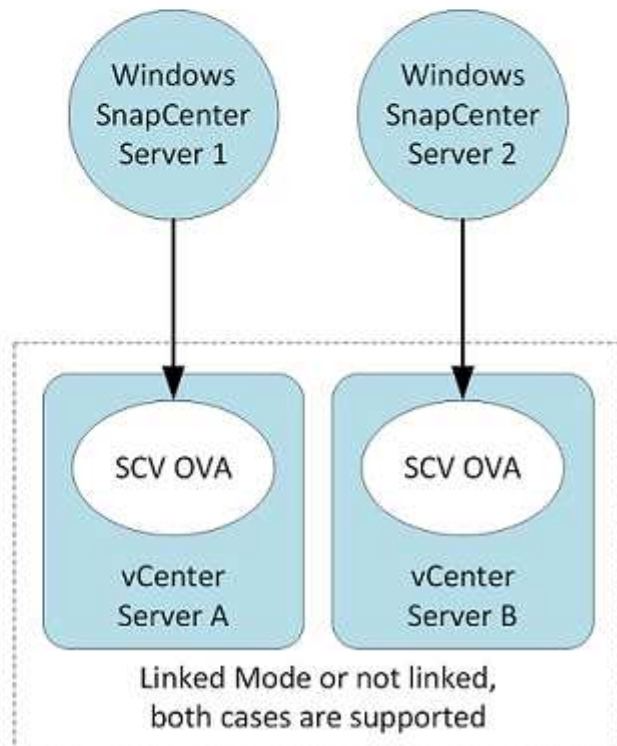 Windows
SnapCenter
Server 1
Windows
SnapCenter
Server 2
SCV OVA
vCenter
Server A
SCV OVA
vCenter
Server B
Linked Mode or not linked,
both cases are supported